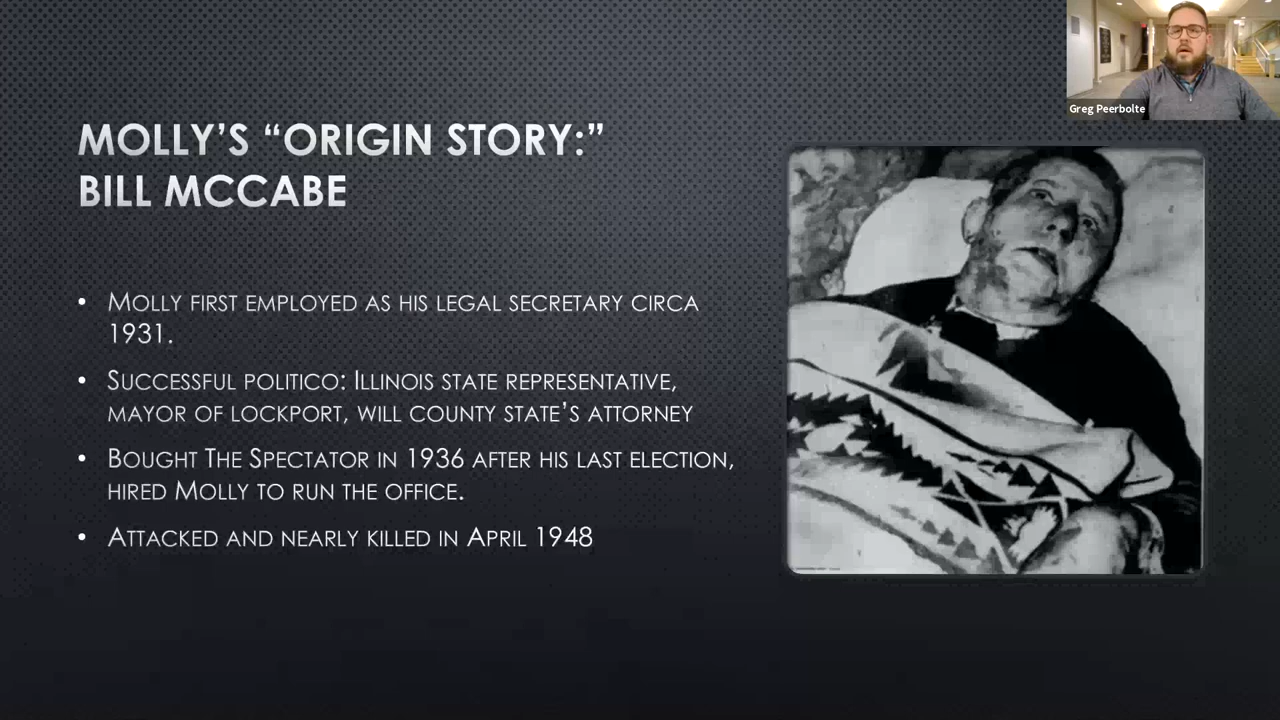 Greg Peerbolte
MOLLY'S “ORIGIN STORY:”
BILL MCCABE
• MOLLY FIRST EMPLOYED AS HIS LEGAL SECRETARY CIRCA
1931.
• SUCCESSFUL POLITICO: ILLINOIS STATE REPRESENTATIVE,
MAYOR OF LOCKPORT, WILL COUNTY STATE'S ATTORNEY
• BOUGHT THE SPECTATOR IN 1936 AFTER HIS LAST ELECTION,
HIRED MOLLY TO RUN THE OFFICE.
• ATTACKED AND NEARLY KILLED IN APRIL 1948